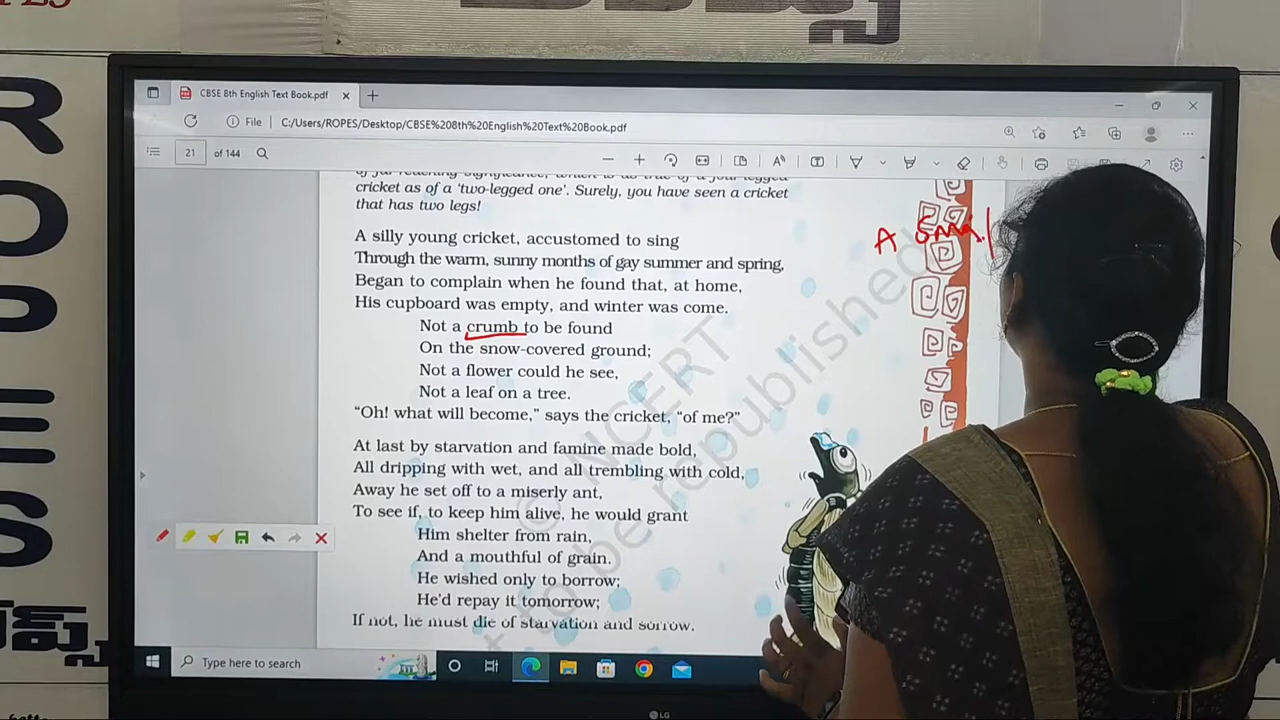 R
O
P
E
S
CBSE 8th English Text Book.pdf
File C:/Users/ROPES/Desktop/CBSE%208th%20English%20Text%20Book.pdf
21 of 144
cricket as of a ‘two-legged one’. Surely, you have seen a cricket
that has two legs!
A silly young cricket, accustomed to sing
Through the warm, sunny months of gay summer and spring,
Began to complain when he found that, at home,
His cupboard was empty, and winter was come.
Not a crumb to be found
On the snow-covered ground;
Not a flower could he see,
Not a leaf on a tree.
“Oh! what will become,” says the cricket, “of me?”
At last by starvation and famine made bold,
All dripping with wet, and all trembling with cold,
Away he set off to a miserly ant,
To see if, to keep him alive, he would grant
Him shelter from rain,
And a mouthful of grain.
He wished only to borrow;
He’d repay it tomorrow;
If not, he must die of starvation and sorrow.
A
© NCERT
be republished
Type here to search
LG